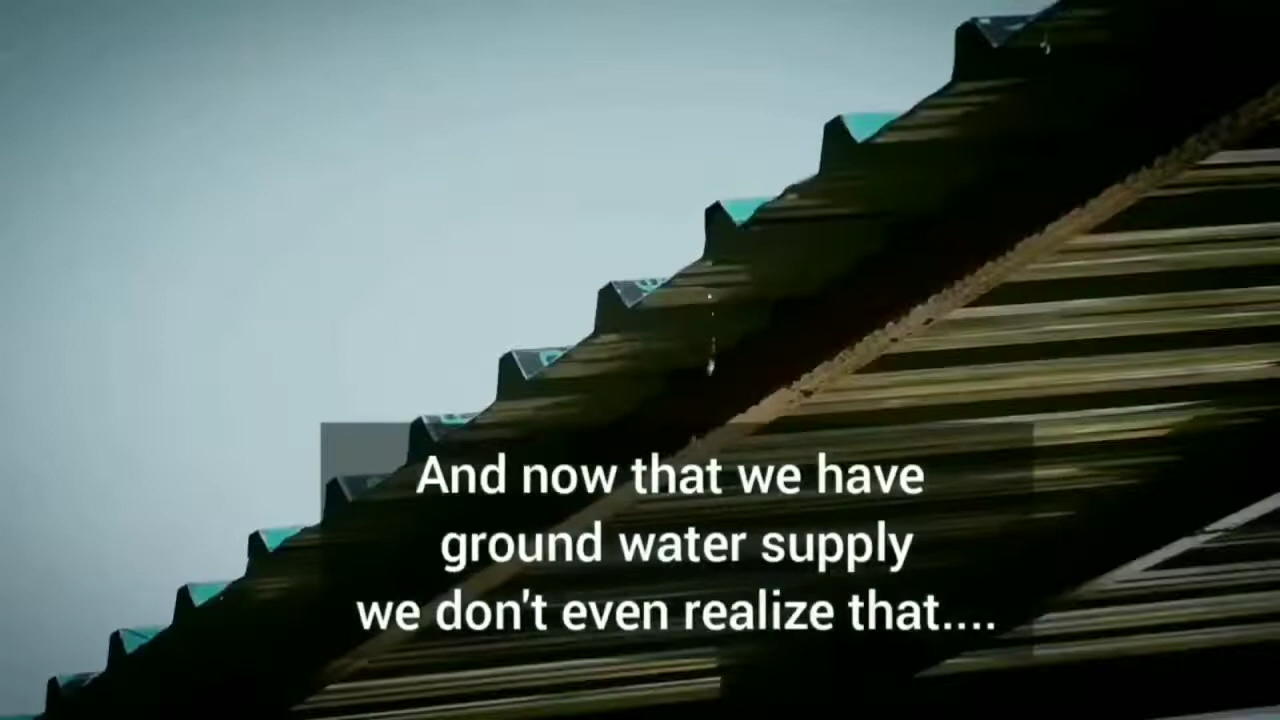 And now that we have
ground water supply
we don't even realize that....